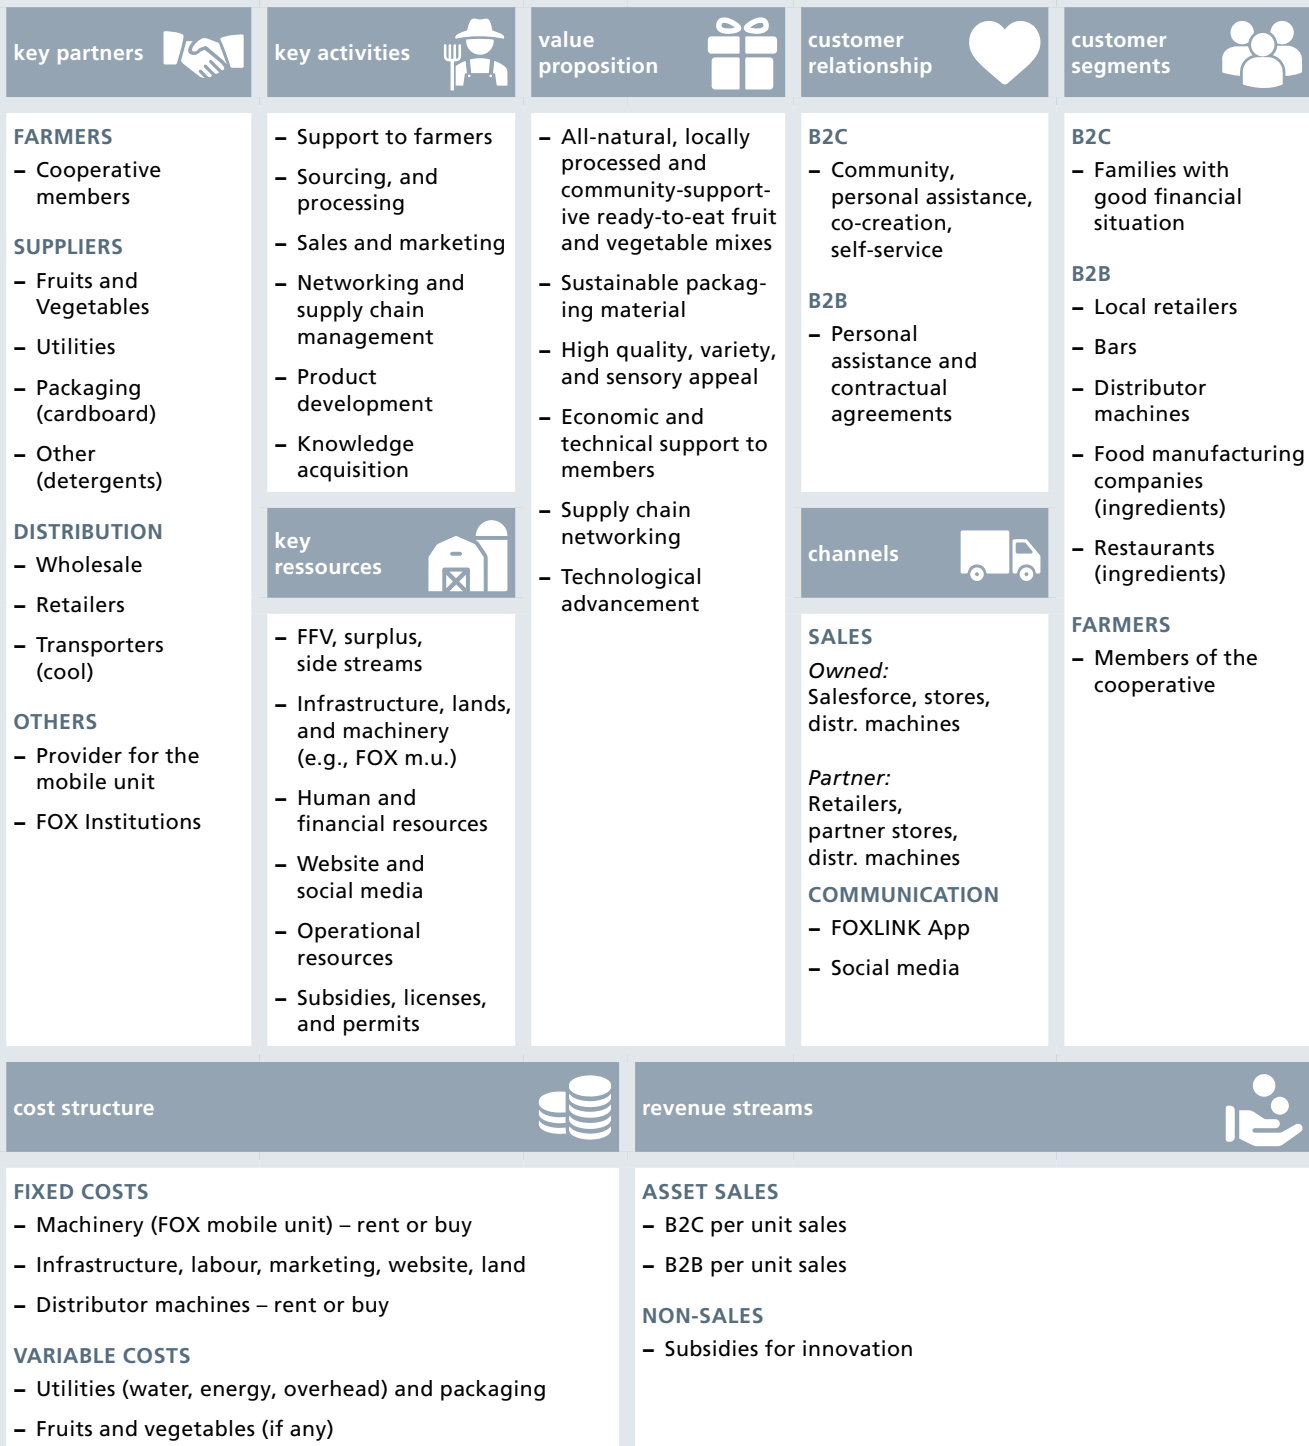 key partners
FARMERS
– Cooperative
members
SUPPLIERS
– Fruits and
Vegetables
– Utilities
– Packaging
(cardboard)
– Other
(detergents)
DISTRIBUTION
– Wholesale
– Retailers
– Transporters
(cool)
OTHERS
– Provider for the
mobile unit
– FOX Institutions
key activities
– Support to farmers
– Sourcing, and
processing
– Sales and marketing
– Networking and
supply chain
management
– Product
development
– Knowledge
acquisition
key
ressources
– FFV, surplus,
side streams
– Infrastructure, lands,
and machinery
(e.g., FOX m.u.)
– Human and
financial resources
– Website and
social media
– Operational
resources
– Subsidies, licenses,
and permits
value
proposition
– All-natural, locally
processed and
community-support-
ive ready-to-eat fruit
and vegetable mixes
– Sustainable packag-
ing material
– High quality, variety,
and sensory appeal
– Economic and
technical support to
members
– Supply chain
networking
– Technological
advancement
customer
relationship
B2C
– Community,
personal assistance,
co-creation,
self-service
B2B
– Personal
assistance and
contractual
agreements
channels
SALES
Owned:
Salesforce, stores,
distr. machines
Partner:
Retailers,
partner stores,
distr. machines
COMMUNICATION
– FOXLINK App
– Social media
customer
segments
B2C
– Families with
good financial
situation
B2B
– Local retailers
– Bars
– Distributor
machines
– Food manufacturing
companies
(ingredients)
– Restaurants
(ingredients)
FARMERS
– Members of the
cooperative
cost structure
FIXED COSTS
– Machinery (FOX mobile unit) – rent or buy
– Infrastructure, labour, marketing, website, land
– Distributor machines – rent or buy
VARIABLE COSTS
– Utilities (water, energy, overhead) and packaging
– Fruits and vegetables (if any)
revenue streams
ASSET SALES
– B2C per unit sales
– B2B per unit sales
NON-SALES
– Subsidies for innovation